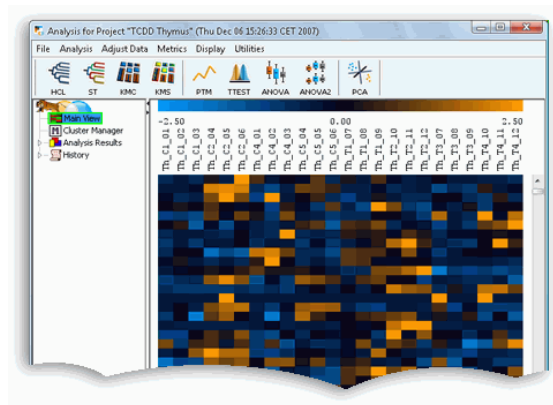 Analysis for Project "TCDD Thymus" (Thu Dec 06 15:26:33 CET 2007)
File Analysis Adjust Data Metrics Display Utilities
HCL ST KMC KMS PTM TTEST ANOVA ANOVA2 PCA
Main View
M Cluster Manager
Analysis Results
History
-2.50 0.00 2.50
Th_C1_01
Th_C1_02
Th_C1_03
Th_C2_04
Th_C2_05
Th_C2_06
Th_C4_01
Th_C4_02
Th_C4_03
Th_C5_04
Th_C5_05
Th_C5_06
Th_T1_07
Th_T1_08
Th_T1_09
Th_T2_10
Th_T2_11
Th_T2_12
Th_T3_07
Th_T3_08
Th_T3_09
Th_T4_10
Th_T4_11
Th_T4_12